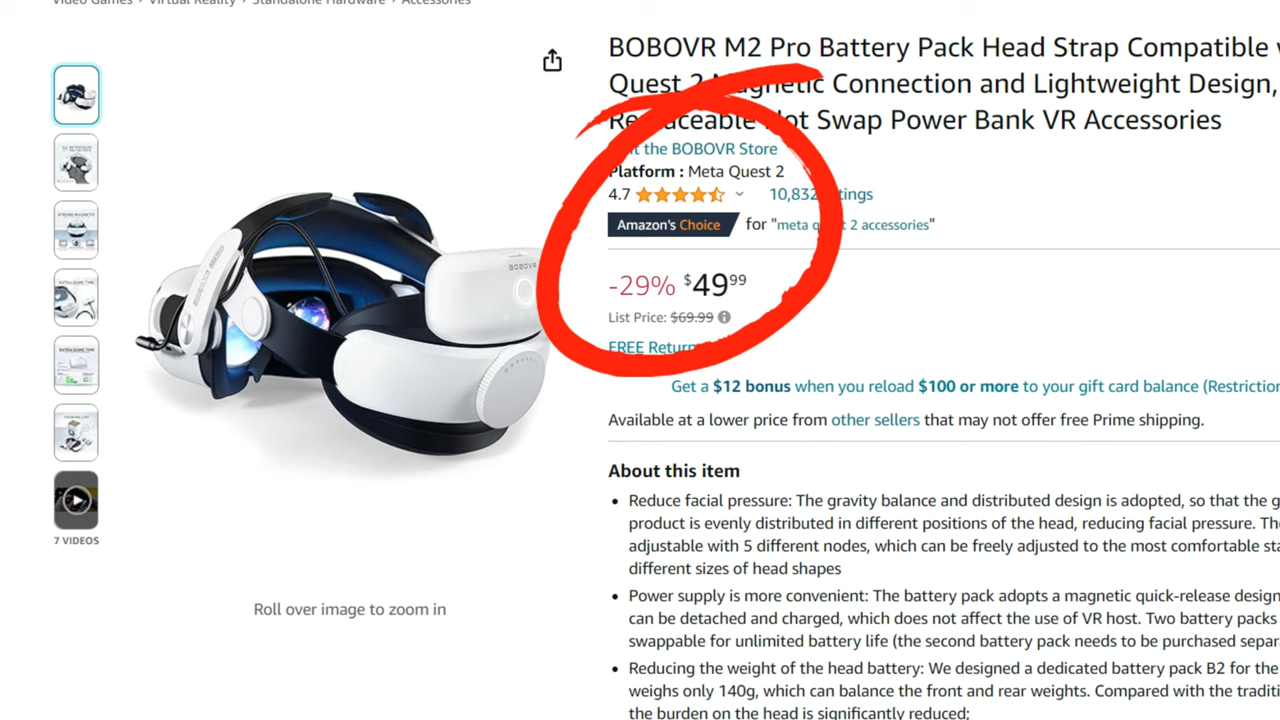 Video Games › Virtual Reality › Standalone Hardware › Accessories
BOBOVR M2 Pro Battery Pack Head Strap Compatible
Quest 2 Magnetic Connection and Lightweight Design,
Replaceable Hot Swap Power Bank VR Accessories
Visit the BOBOVR Store
Platform : Meta Quest 2
4.7 10,832 ratings
Amazon's Choice for "meta quest 2 accessories"
-29% $4999
List Price: $69.99
FREE Returns
Get a $12 bonus when you reload $100 or more to your gift card balance (Restriction
Available at a lower price from other sellers that may not offer free Prime shipping.
About this item
• Reduce facial pressure: The gravity balance and distributed design is adopted, so that the g
product is evenly distributed in different positions of the head, reducing facial pressure. The
adjustable with 5 different nodes, which can be freely adjusted to the most comfortable sta
different sizes of head shapes
• Power supply is more convenient: The battery pack adopts a magnetic quick-release design
can be detached and charged, which does not affect the use of VR host. Two battery packs
swappable for unlimited battery life (the second battery pack needs to be purchased separ
• Reducing the weight of the head battery: We designed a dedicated battery pack B2 for the
weighs only 140g, which can balance the front and rear weights. Compared with the traditi
the burden on the head is significantly reduced;
BOBOVR
7 VIDEOS
Roll over image to zoom in